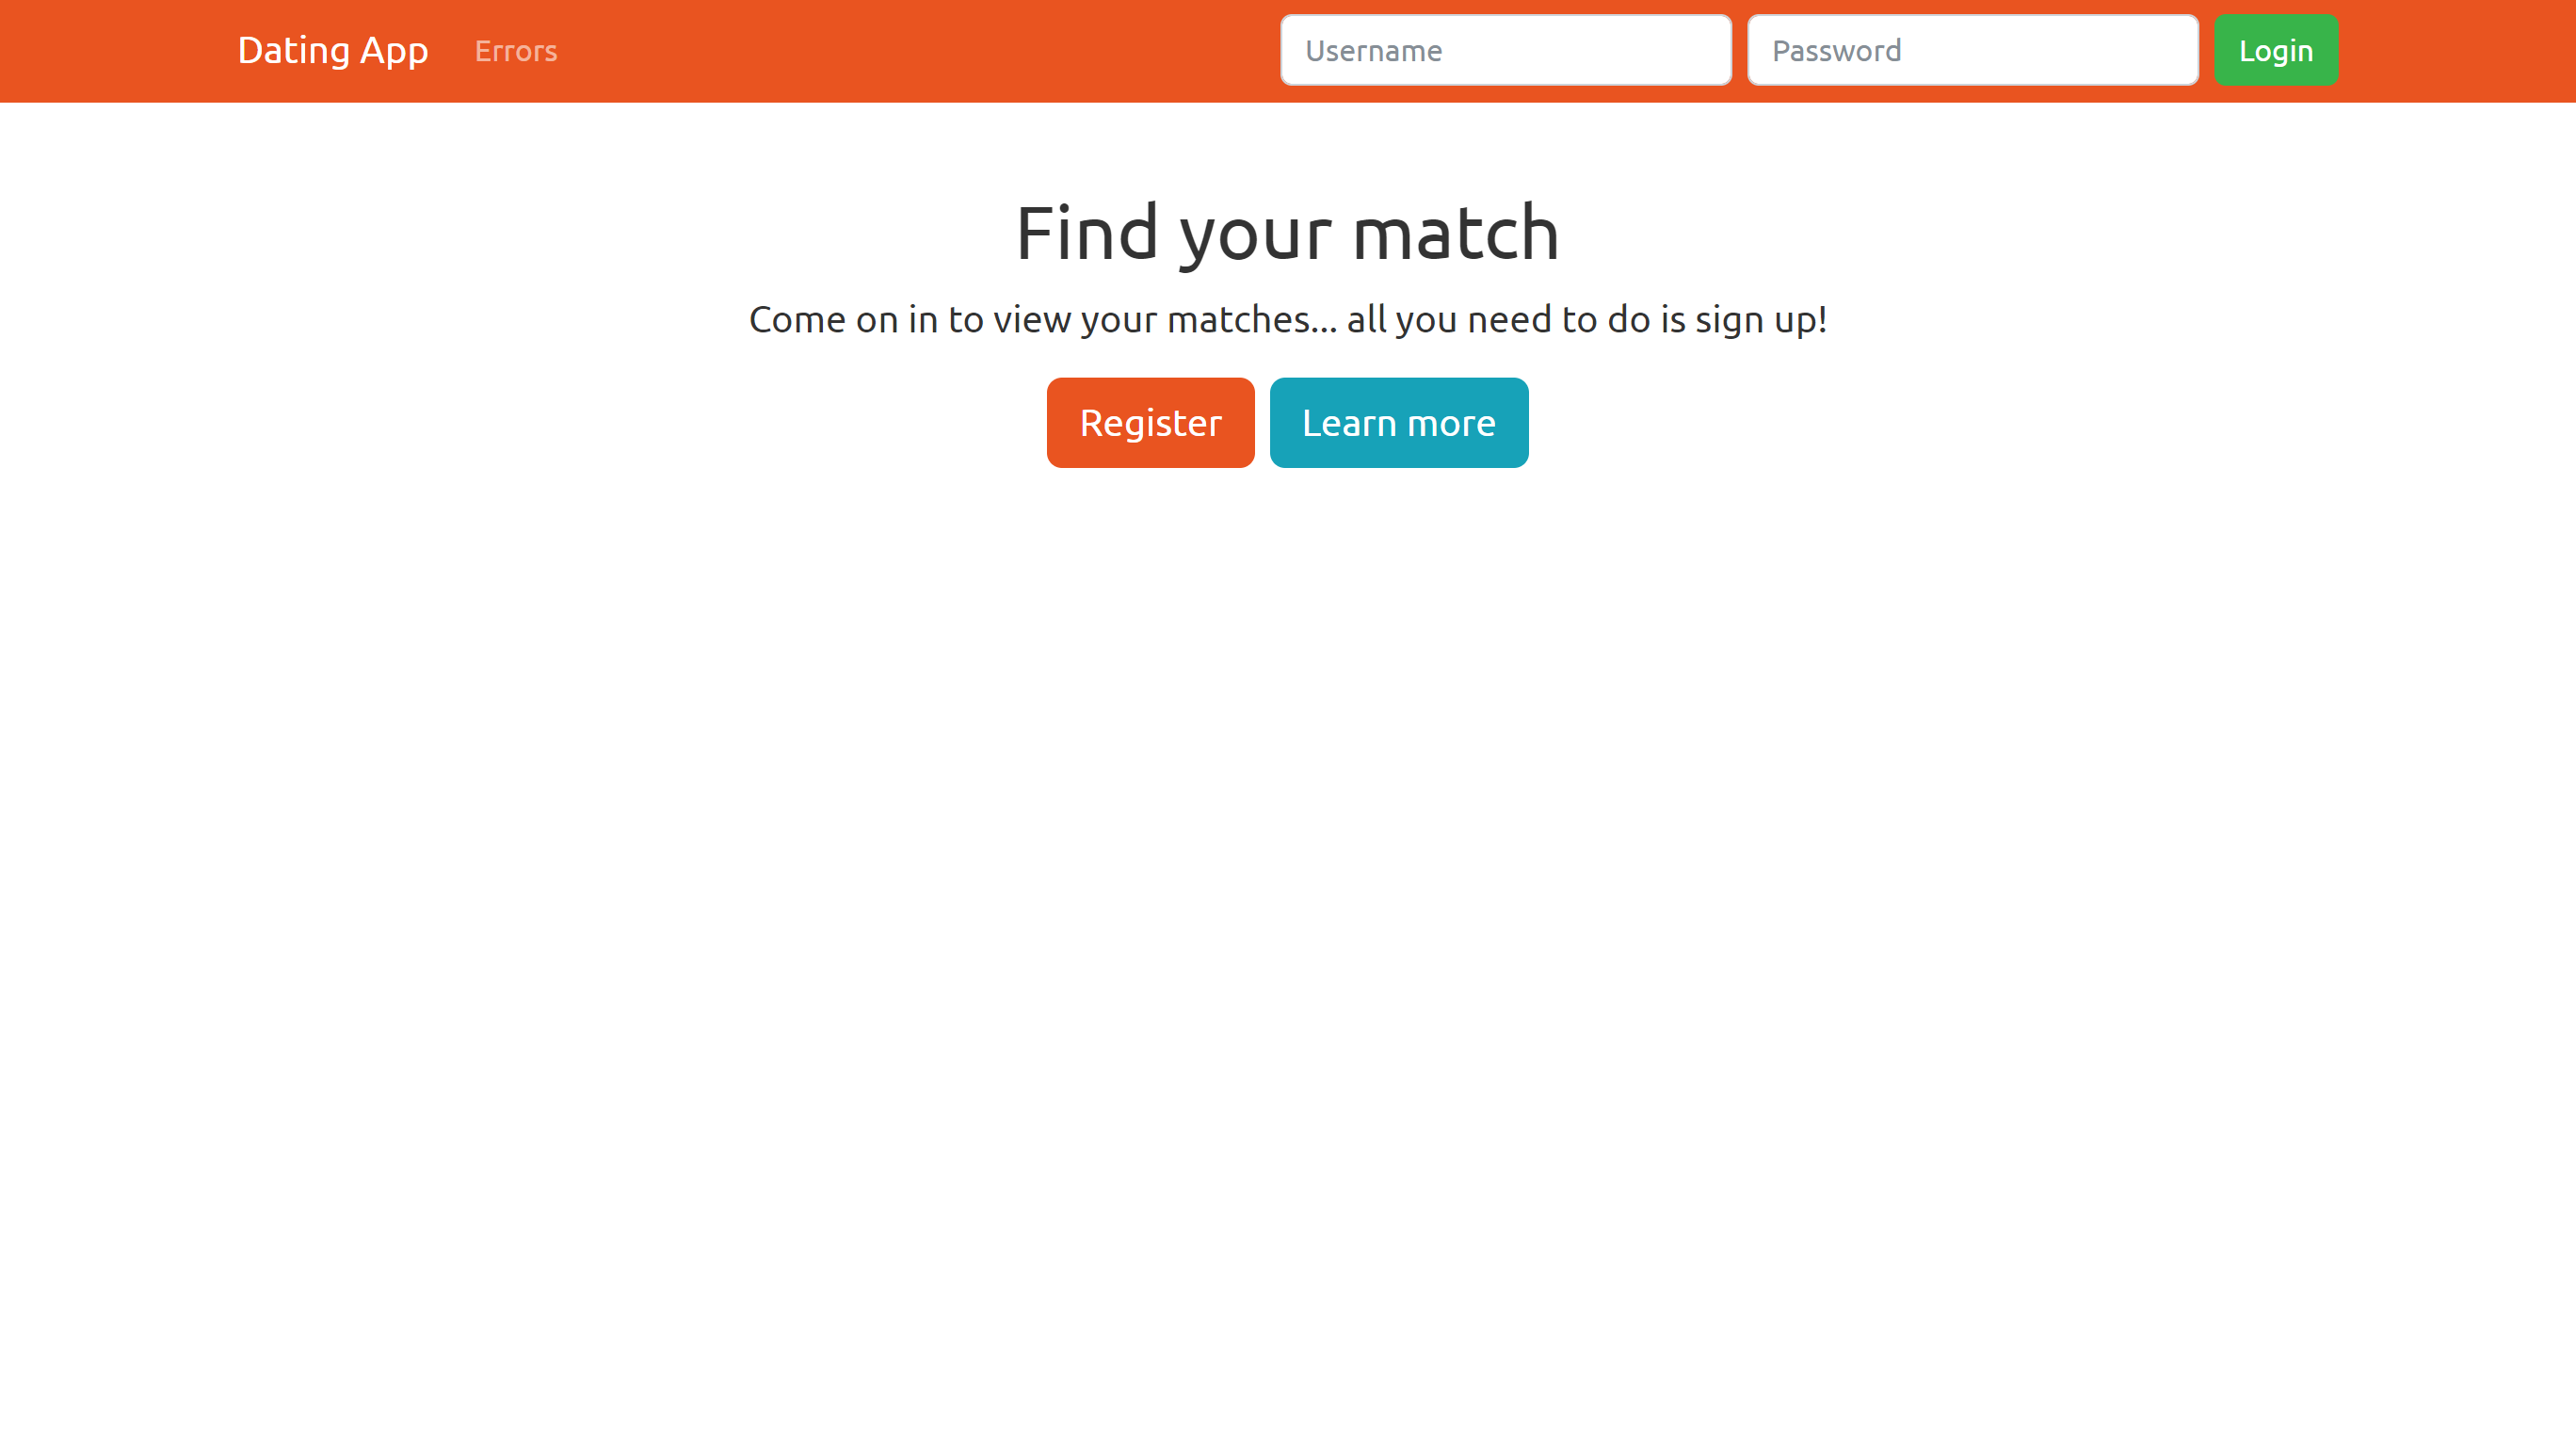 Dating App Errors Username Password Login
Find your match
Come on in to view your matches... all you need to do is sign up!
Register Learn more